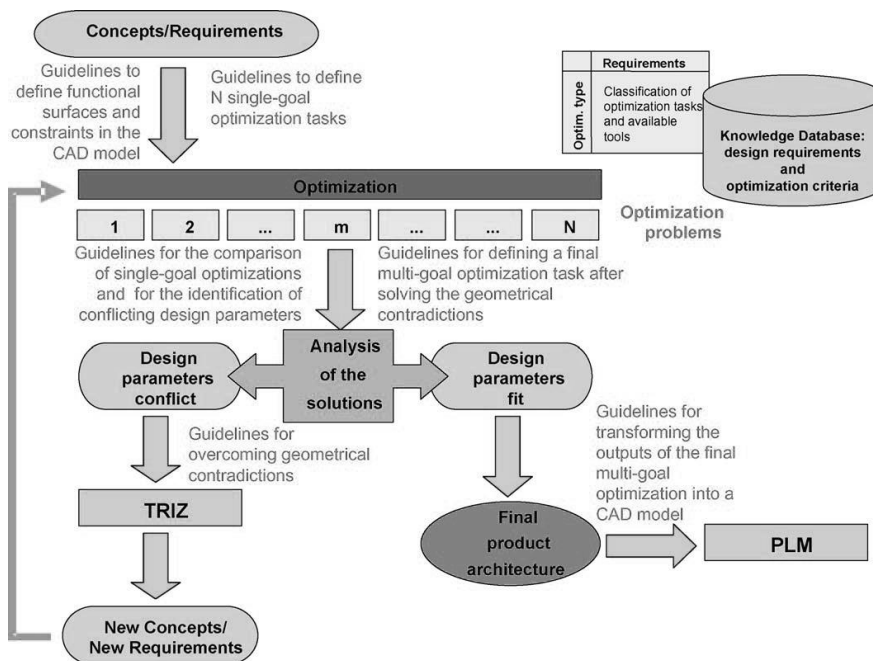 Concepts/Requirements
Guidelines to
define functional
surfaces and
constraints in the
CAD model
Guidelines to define
N single-goal
optimization tasks
Requirements
Optim. type
Classification of
optimization tasks
and available
tools
Knowledge Database:
design requirements
and
optimization criteria
Optimization
1 2 ... m ... ... N
Optimization
problems
Guidelines for the comparison
of single-goal optimizations
and for the identification of
conflicting design parameters
Guidelines for defining a final
multi-goal optimization task after
solving the geometrical
contradictions
Analysis
of the
solutions
Design
parameters
conflict
Design
parameters
fit
Guidelines for
overcoming geometrical
contradictions
Guidelines for
transforming the
outputs of the final
multi-goal
optimization into a
CAD model
TRIZ
Final
product
architecture
PLM
New Concepts/
New Requirements